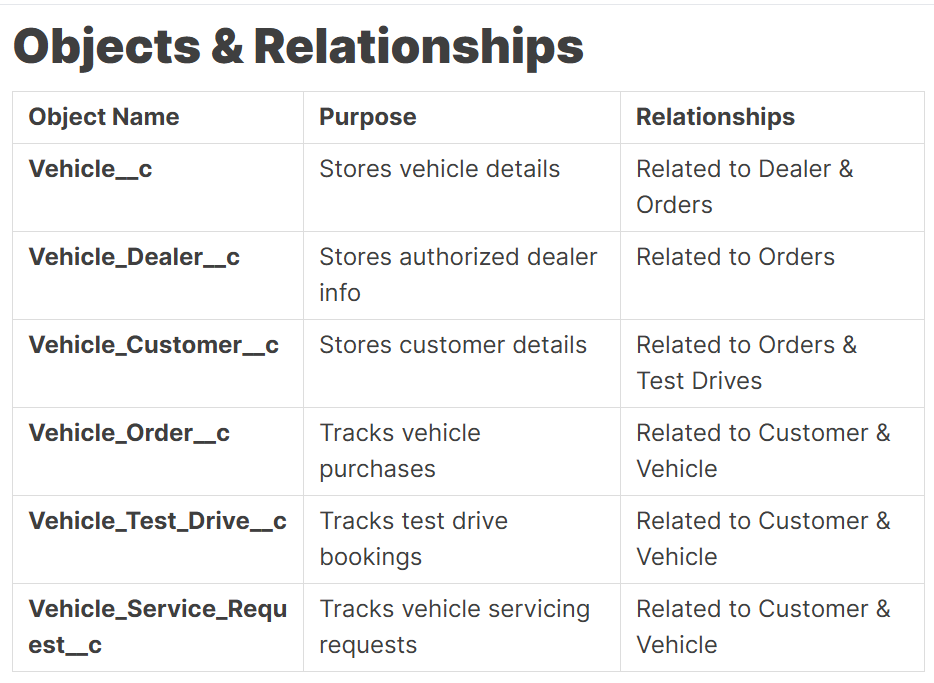 Objects & Relationships
Object Name Purpose Relationships
Vehicle__c Stores vehicle details Related to Dealer &
Orders
Vehicle_Dealer__c Stores authorized dealer Related to Orders
info
Vehicle_Customer__c Stores customer details Related to Orders &
Test Drives
Vehicle_Order__c Tracks vehicle Related to Customer &
purchases Vehicle
Vehicle_Test_Drive__c Tracks test drive Related to Customer &
bookings Vehicle
Vehicle_Service_Requ Tracks vehicle servicing Related to Customer &
est__c requests Vehicle